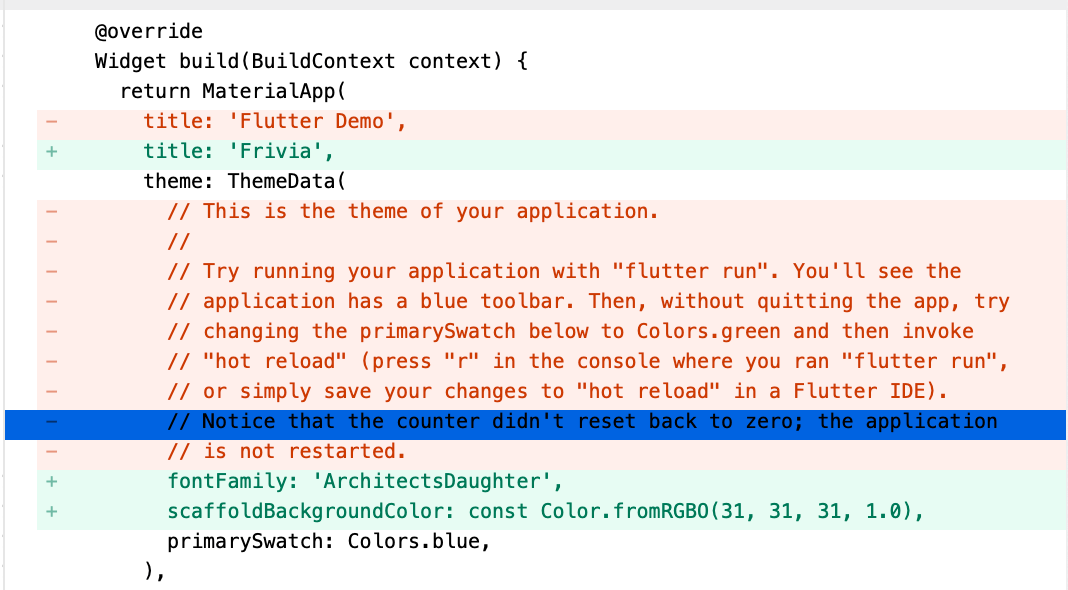 @override
Widget build(BuildContext context) {
return MaterialApp(
- title: 'Flutter Demo',
+ title: 'Frivia',
theme: ThemeData(
- // This is the theme of your application.
- //
- // Try running your application with "flutter run". You'll see the
- // application has a blue toolbar. Then, without quitting the app, try
- // changing the primarySwatch below to Colors.green and then invoke
- // "hot reload" (press "r" in the console where you ran "flutter run",
- // or simply save your changes to "hot reload" in a Flutter IDE).
- // Notice that the counter didn't reset back to zero; the application
- // is not restarted.
+ fontFamily: 'ArchitectsDaughter',
+ scaffoldBackgroundColor: const Color.fromRGBO(31, 31, 31, 1.0),
primarySwatch: Colors.blue,
),